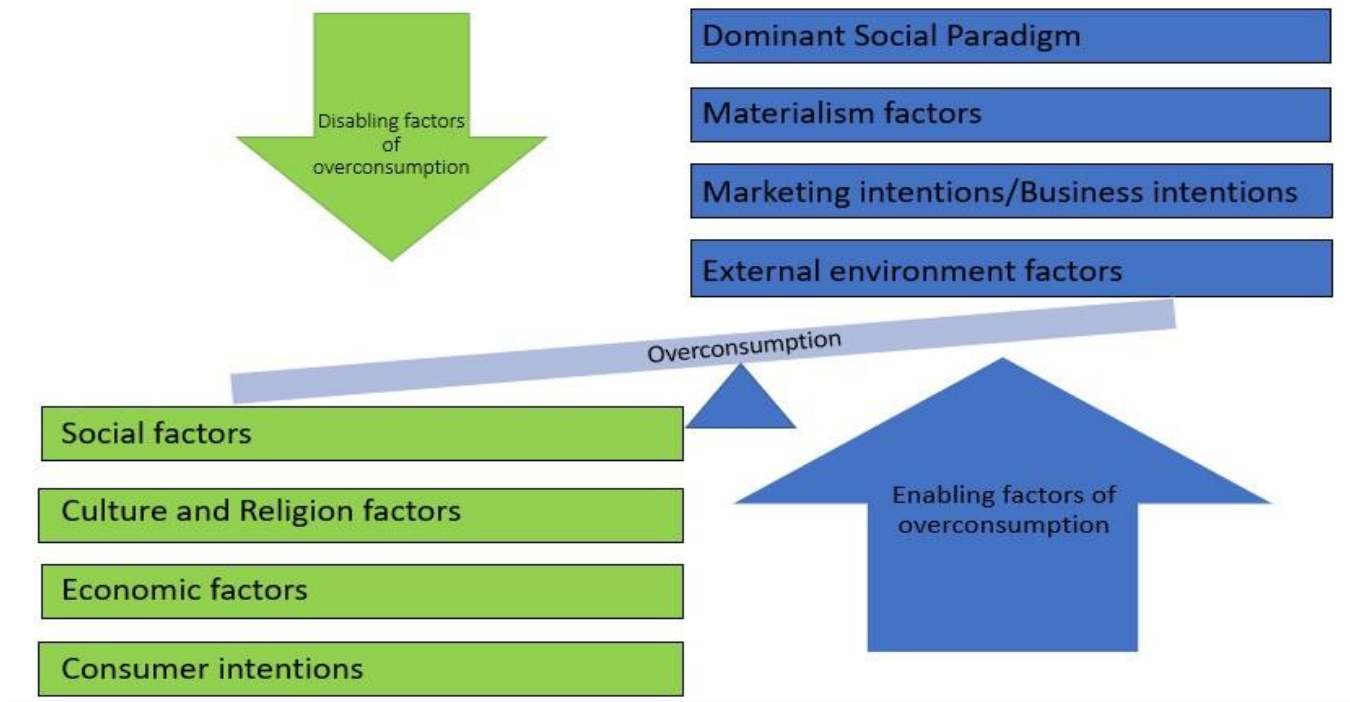 Disabling factors
of
overconsumption
Dominant Social Paradigm
Materialism factors
Marketing intentions/Business intentions
External environment factors
Overconsumption
Social factors
Culture and Religion factors
Economic factors
Consumer intentions
Enabling factors of
overconsumption